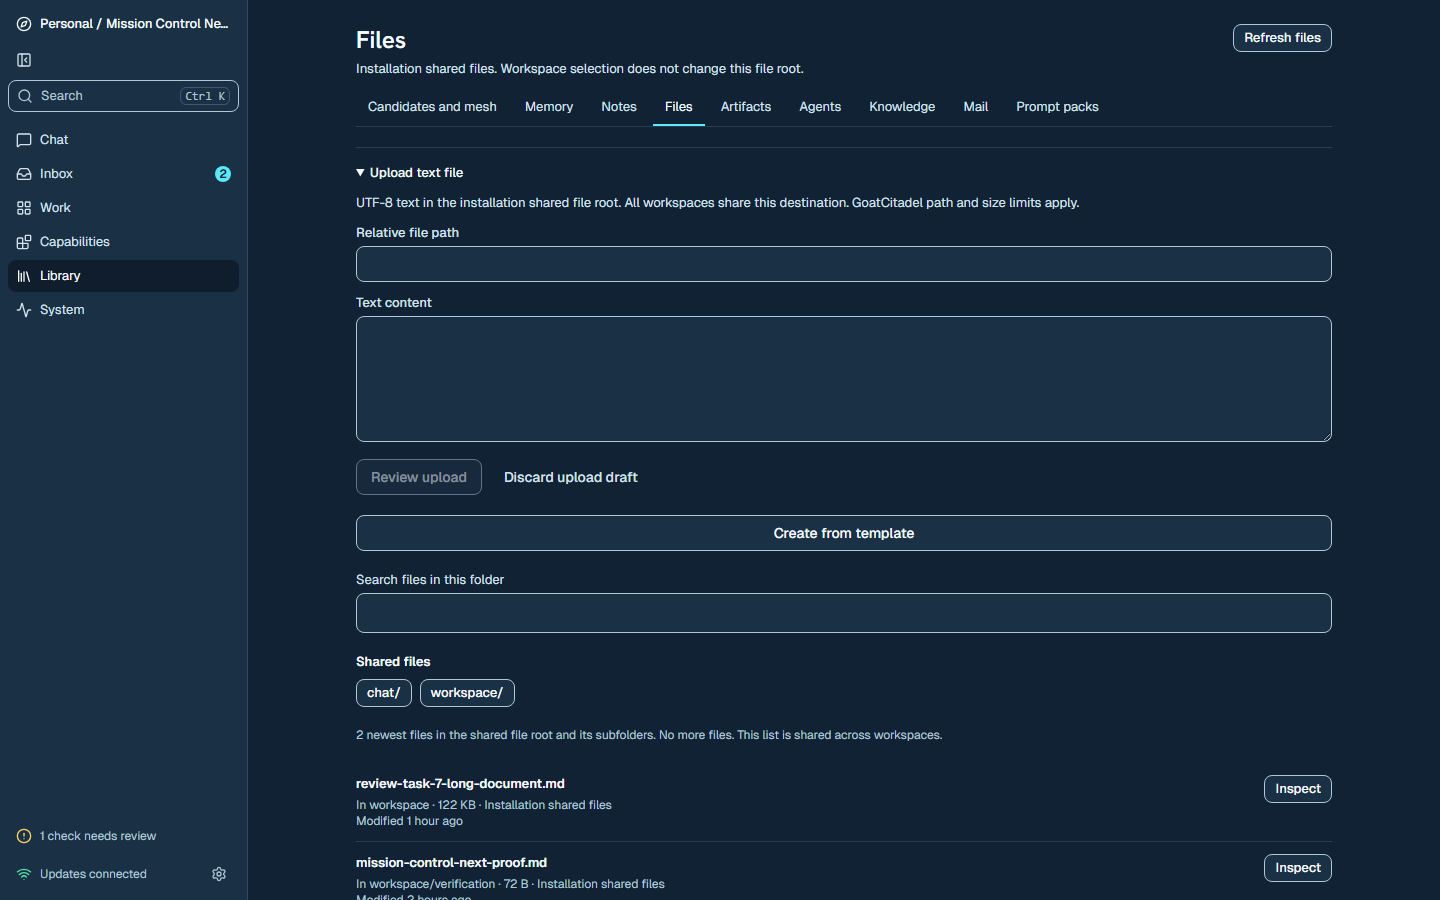 Personal / Mission Control Ne...
Search
Ctrl K
Chat
Inbox
2
Work
Capabilities
Library
System
1 check needs review
Updates connected
Files
Refresh files
Installation shared files. Workspace selection does not change this file root.
Candidates and mesh
Memory
Notes
Files
Artifacts
Agents
Knowledge
Mail
Prompt packs
Upload text file
UTF-8 text in the installation shared file root. All workspaces share this destination. GoatCitadel path and size limits apply.
Relative file path
Text content
Review upload
Discard upload draft
Create from template
Search files in this folder
Shared files
chat/
workspace/
2 newest files in the shared file root and its subfolders. No more files. This list is shared across workspaces.
review-task-7-long-document.md
In workspace · 122 KB · Installation shared files
Modified 1 hour ago
Inspect
mission-control-next-proof.md
In workspace/verification · 72 B · Installation shared files
Modified 2 hours ago
Inspect